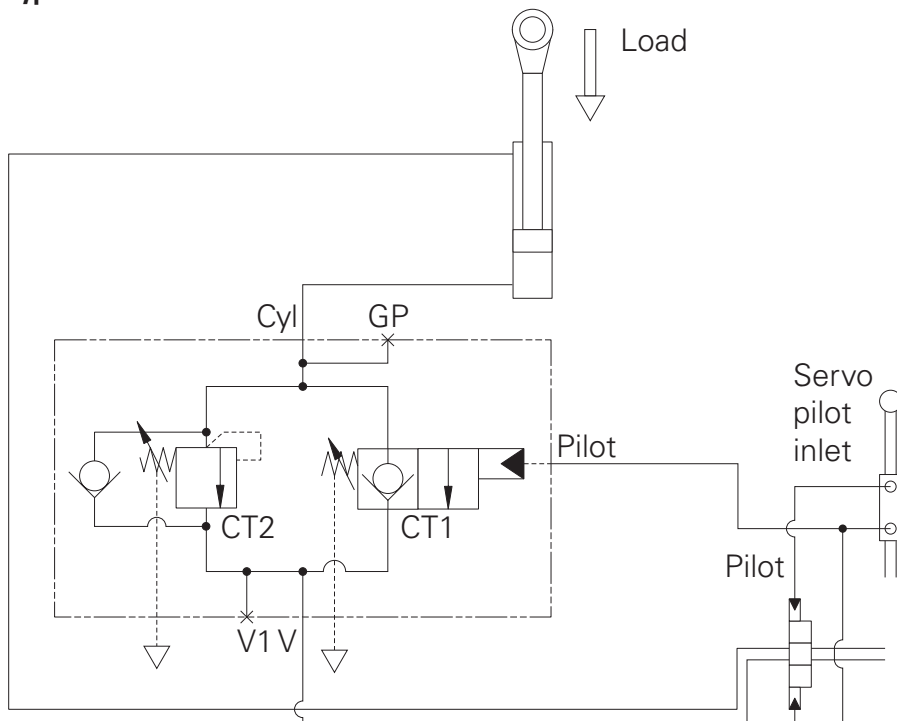 Load
Cyl
GP
Servo
pilot
inlet
Pilot
CT2
CT1
Pilot
V1 V